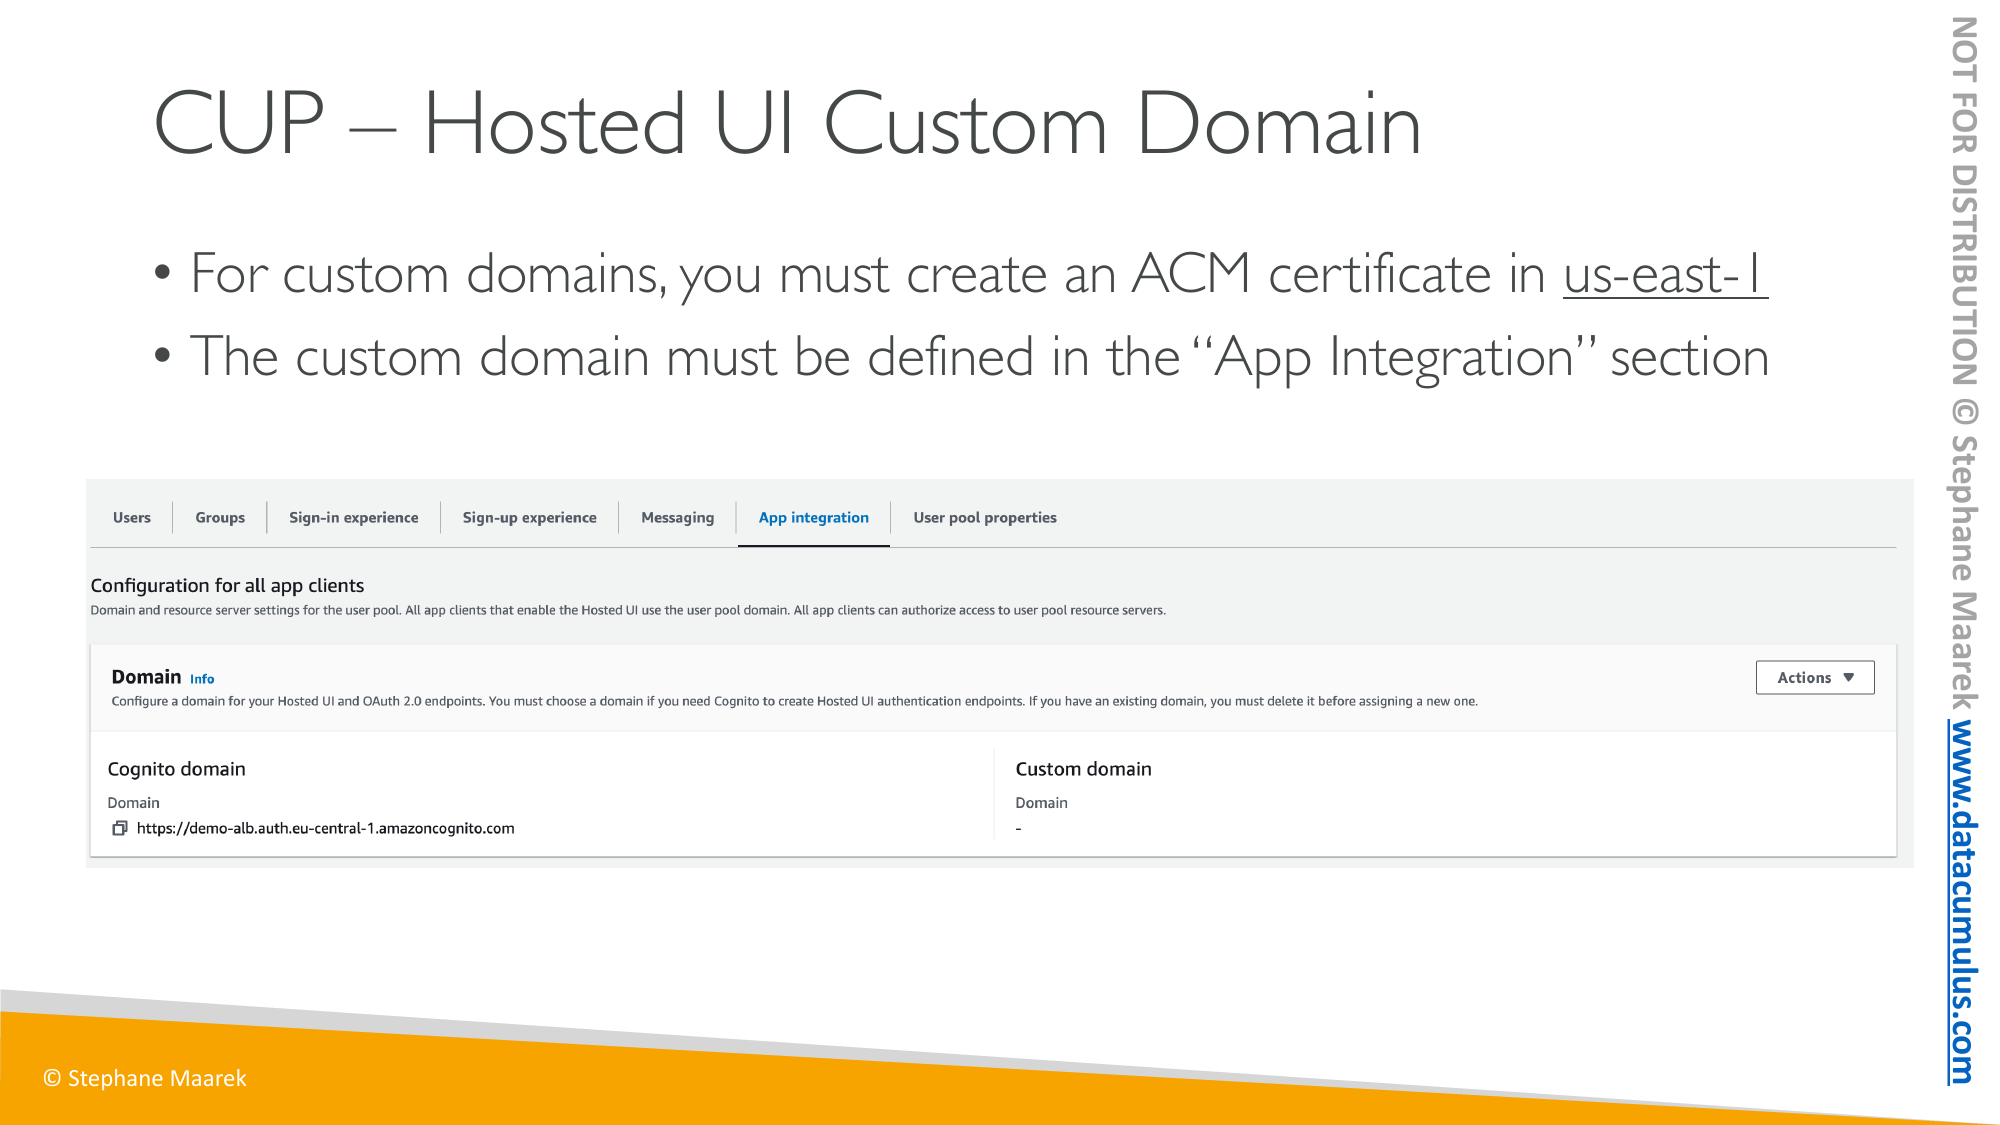 CUP – Hosted UI Custom Domain
• For custom domains, you must create an ACM certificate in us-east-1
• The custom domain must be defined in the “App Integration” section
Users
Groups
Sign-in experience
Sign-up experience
Messaging
App integration
User pool properties
Configuration for all app clients
Domain and resource server settings for the user pool. All app clients that enable the Hosted UI use the user pool domain. All app clients can authorize access to user pool resource servers.
Domain Info
Actions ▼
Configure a domain for your Hosted UI and OAuth 2.0 endpoints. You must choose a domain if you need Cognito to create Hosted UI authentication endpoints. If you have an existing domain, you must delete it before assigning a new one.
Cognito domain
Domain
https://demo-alb.auth.eu-central-1.amazoncognito.com
Custom domain
Domain
-
© Stephane Maarek
NOT FOR DISTRIBUTION © Stephane Maarek www.datacumulus.com